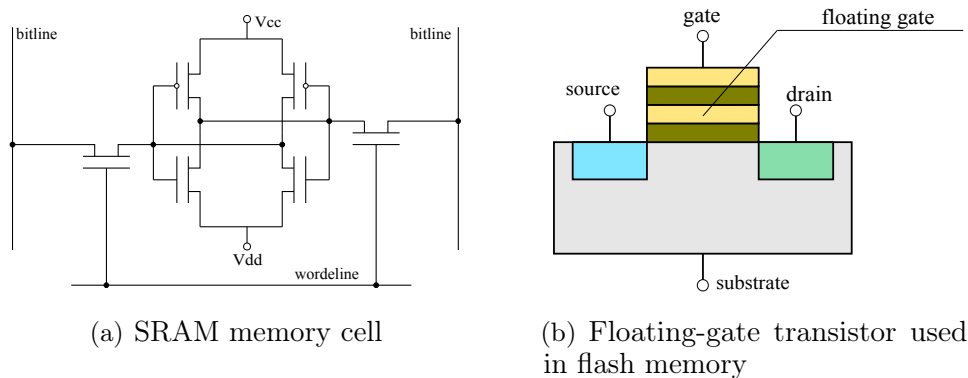 Vcc
bitline
bitline
Vdd
wordeline
(a) SRAM memory cell
gate
floating gate
source
drain
substrate
(b) Floating-gate transistor used
in flash memory